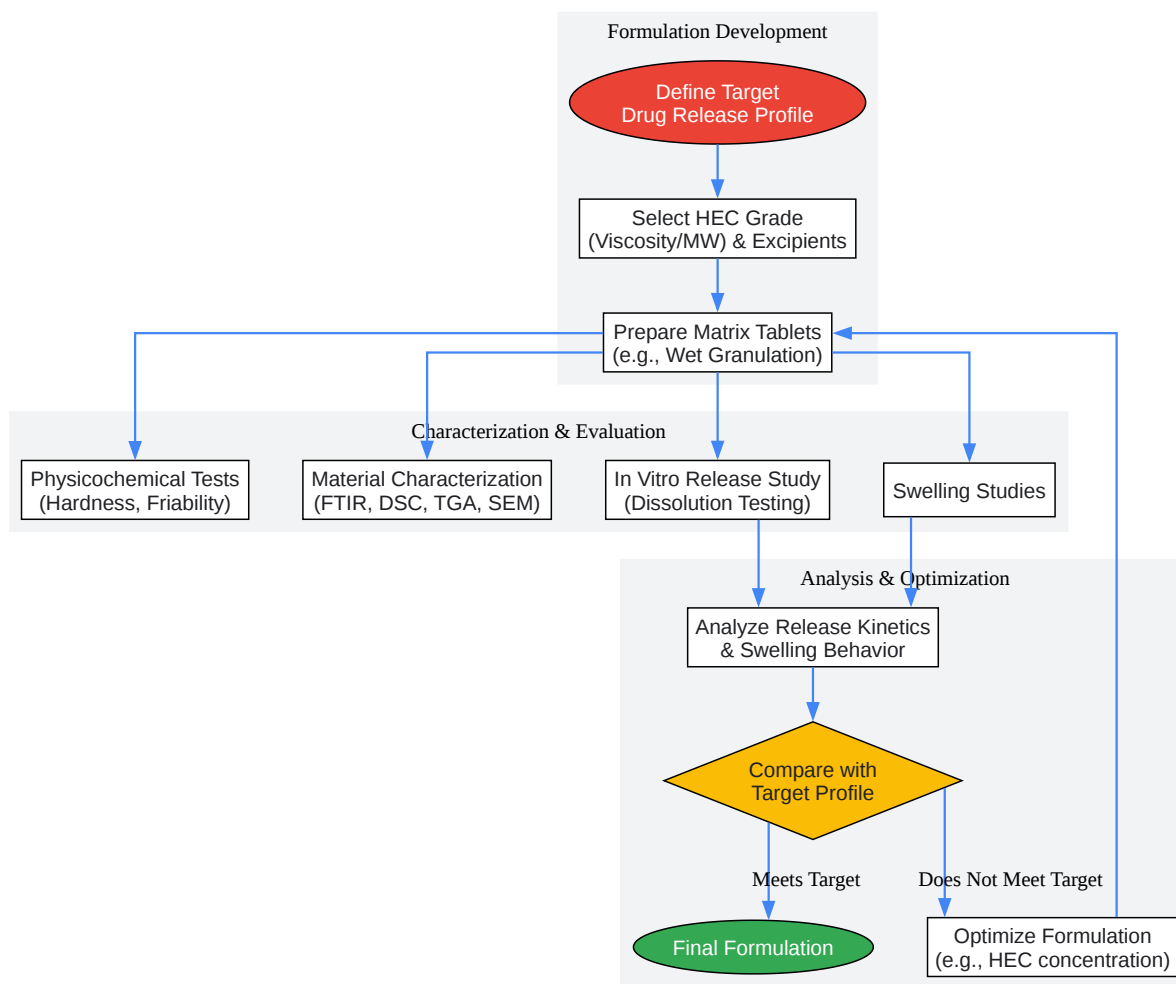 Formulation Development
Define Target
Drug Release Profile
Select HEC Grade
(Viscosity/MW) & Excipients
Prepare Matrix Tablets
(e.g., Wet Granulation)
Characterization & Evaluation
Physicochemical Tests
(Hardness, Friability)
Material Characterization
(FTIR, DSC, TGA, SEM)
In Vitro Release Study
(Dissolution Testing)
Swelling Studies
Analysis & Optimization
Analyze Release Kinetics
& Swelling Behavior
Compare with
Target Profile
Meets Target
Does Not Meet Target
Final Formulation
Optimize Formulation
(e.g., HEC concentration)